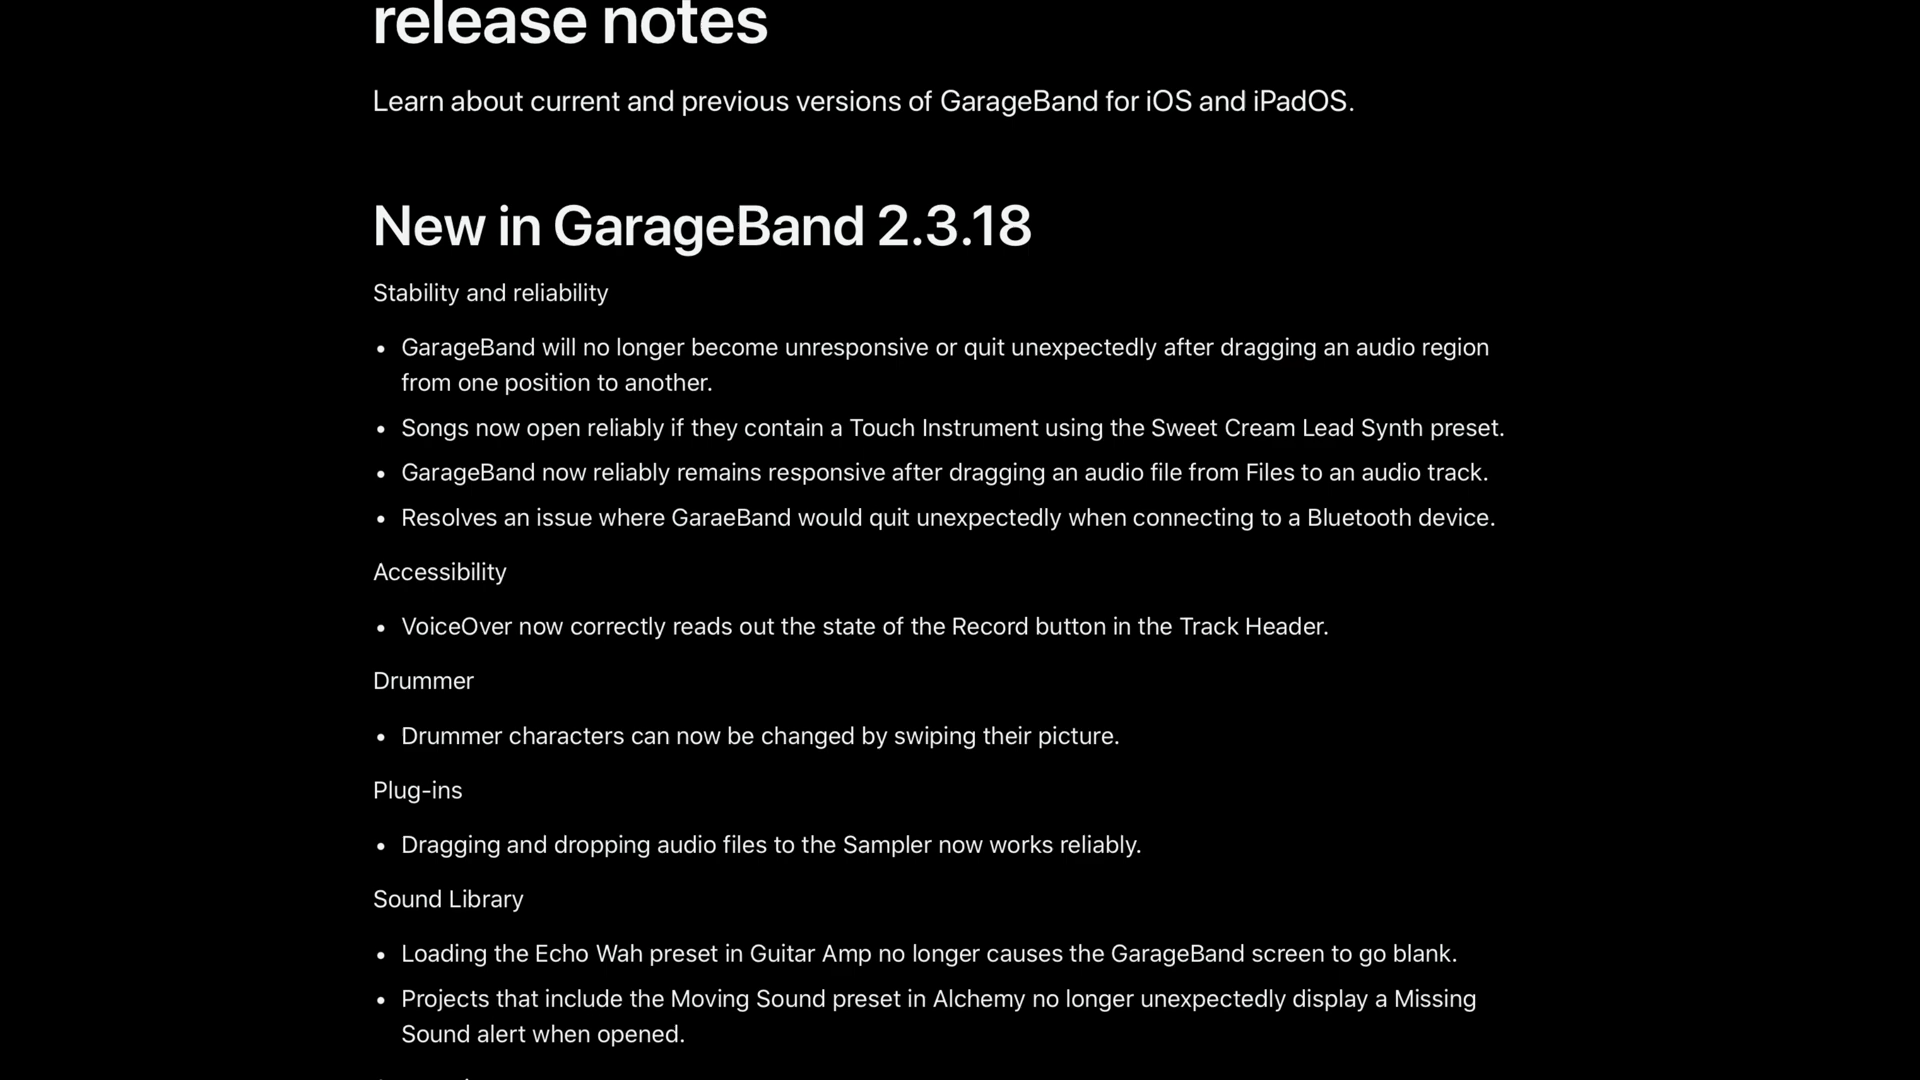 release notes
Learn about current and previous versions of GarageBand for iOS and iPadOS.
New in GarageBand 2.3.18
Stability and reliability
• GarageBand will no longer become unresponsive or quit unexpectedly after dragging an audio region
from one position to another.
• Songs now open reliably if they contain a Touch Instrument using the Sweet Cream Lead Synth preset.
• GarageBand now reliably remains responsive after dragging an audio file from Files to an audio track.
• Resolves an issue where GaraeBand would quit unexpectedly when connecting to a Bluetooth device.
Accessibility
• VoiceOver now correctly reads out the state of the Record button in the Track Header.
Drummer
• Drummer characters can now be changed by swiping their picture.
Plug-ins
• Dragging and dropping audio files to the Sampler now works reliably.
Sound Library
• Loading the Echo Wah preset in Guitar Amp no longer causes the GarageBand screen to go blank.
• Projects that include the Moving Sound preset in Alchemy no longer unexpectedly display a Missing
Sound alert when opened.